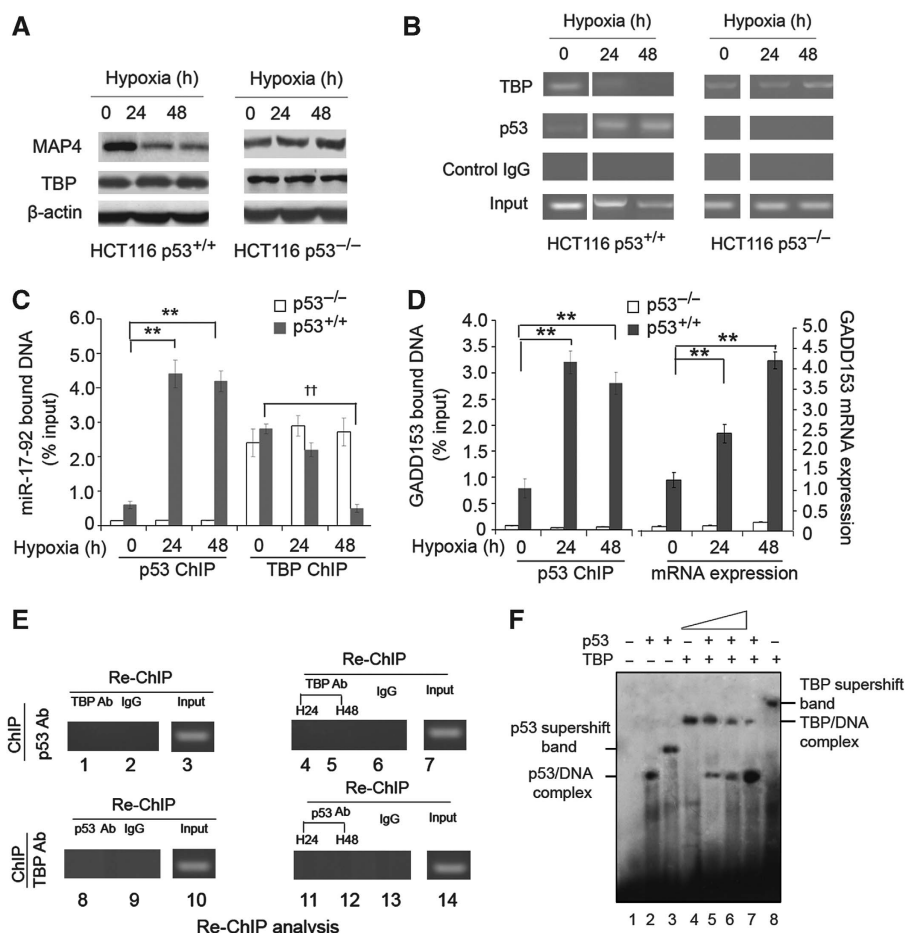 A
Hypoxia (h)
Hypoxia (h)
0 24 48
0 24 48
MAP4
TBP
β-actin
HCT116 p53+/+
HCT116 p53–/–
B
Hypoxia (h)
Hypoxia (h)
0 24 48
0 24 48
TBP
p53
Control IgG
Input
HCT116 p53+/+
HCT116 p53–/–
C
miR-17-92 bound DNA
(% input)
6.0
5.0
4.0
3.0
2.0
1.0
0
p53–/–
p53+/+
**
**
††
Hypoxia (h) 0 24 48 0 24 48
p53 ChIP
TBP ChIP
D
GADD153 bound DNA
(% input)
4.0
3.5
3.0
2.5
2.0
1.5
1.0
0.5
0
p53–/–
p53+/+
**
**
**
**
5.0
4.5
4.0
3.5
3.0
2.5
2.0
1.5
1.0
0.5
0
GADD153 mRNA
expression
Hypoxia (h) 0 24 48 0 24 48
p53 ChIP
mRNA expression
E
Re-ChIP
TBP Ab IgG Input
ChIP
p53 Ab
1 2 3
Re-ChIP
TBP Ab IgG Input
H24 H48
4 5 6 7
Re-ChIP
p53 Ab IgG Input
ChIP
TBP Ab
8 9 10
Re-ChIP
p53 Ab IgG Input
H24 H48
11 12 13 14
Re-ChIP analysis
F
p53 – + + – + + + –
TBP – – – + + + + +
p53 supershift
band
p53/DNA
complex
TBP supershift
band
TBP/DNA
complex
1 2 3 4 5 6 7 8